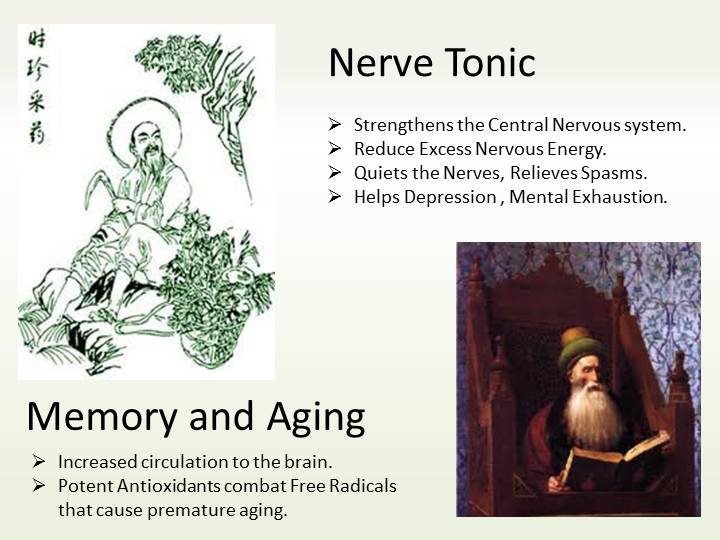 时珍采药
Nerve Tonic
➢ Strengthens the Central Nervous system.
➢ Reduce Excess Nervous Energy.
➢ Quiets the Nerves, Relieves Spasms.
➢ Helps Depression , Mental Exhaustion.
Memory and Aging
➢ Increased circulation to the brain.
➢ Potent Antioxidants combat Free Radicals
that cause premature aging.